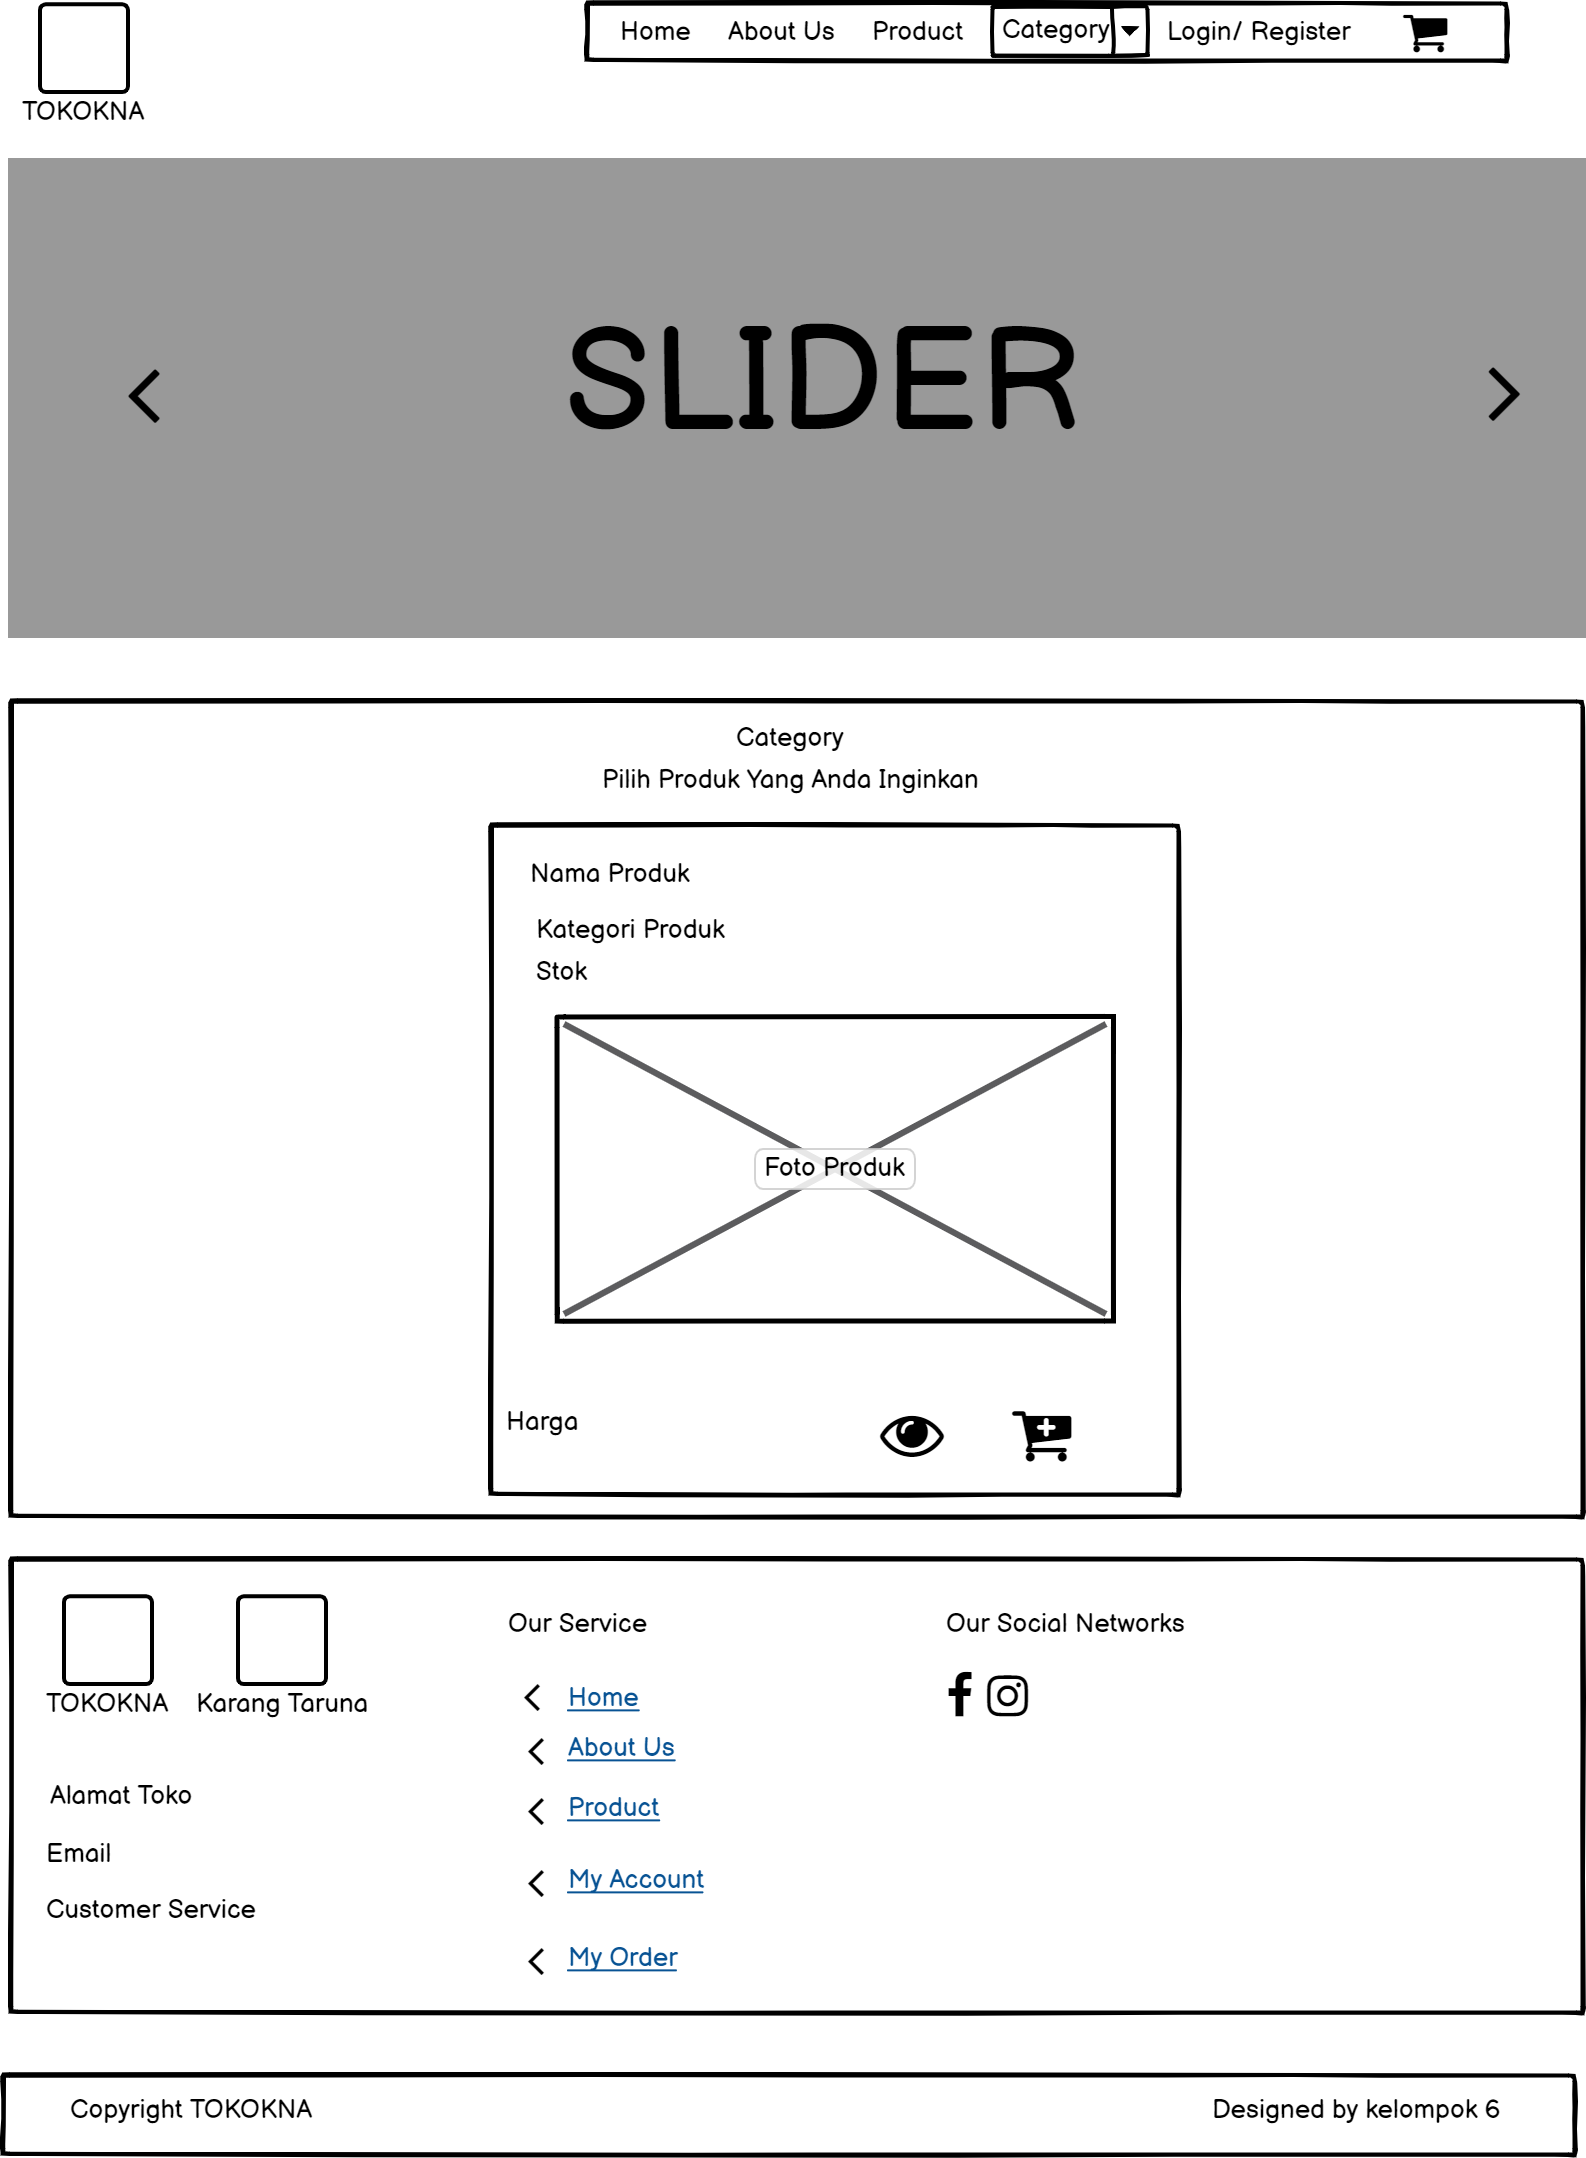 Home About Us Product Category Login/ Register
TOKOKNA
SLIDER
Category
Pilih Produk Yang Anda Inginkan
Nama Produk
Kategori Produk
Stok
Foto Produk
Harga
TOKOKNA Karang Taruna
Alamat Toko
Email
Customer Service
Our Service
Home
About Us
Product
My Account
My Order
Our Social Networks
Copyright TOKOKNA
Designed by kelompok 6